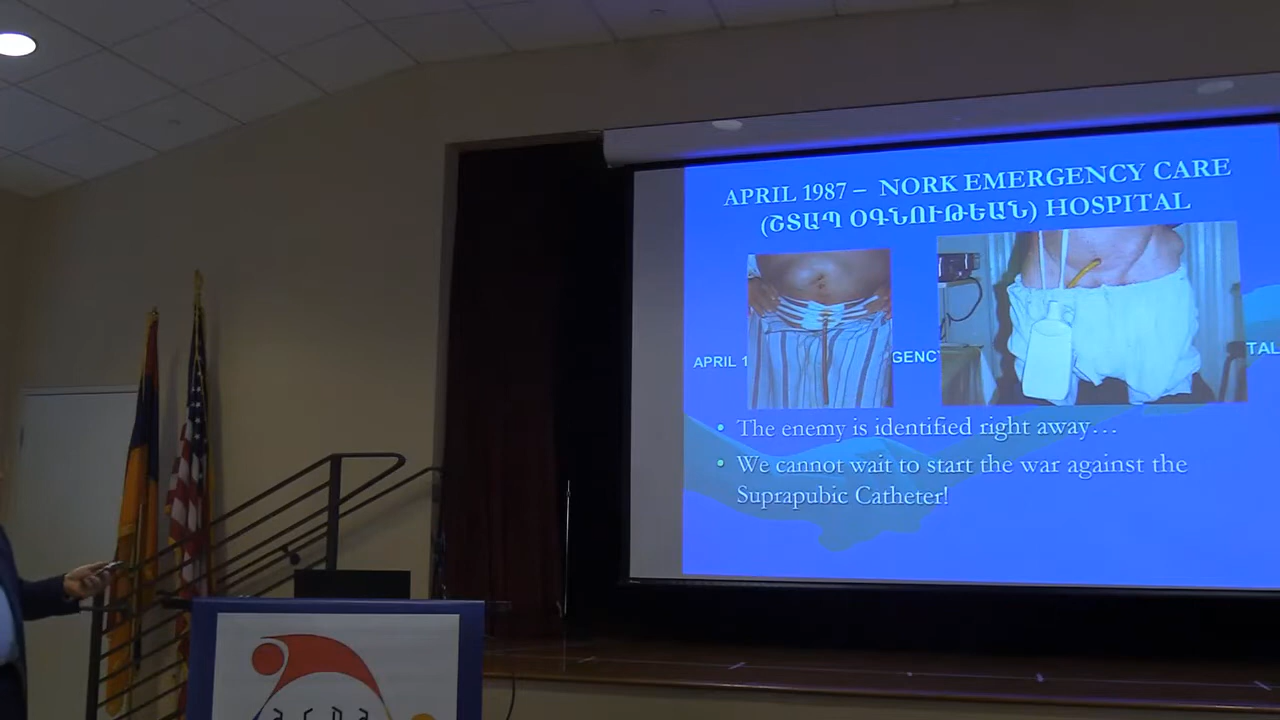 APRIL 1987 – NORK EMERGENCY CARE
(ՇՏԱՊ ՕԳՆՈՒԹԵԱՆ) HOSPITAL
APRIL 1
GENCY
TAL
• The enemy is identified right away...
• We cannot wait to start the war against the
Suprapubic Catheter!